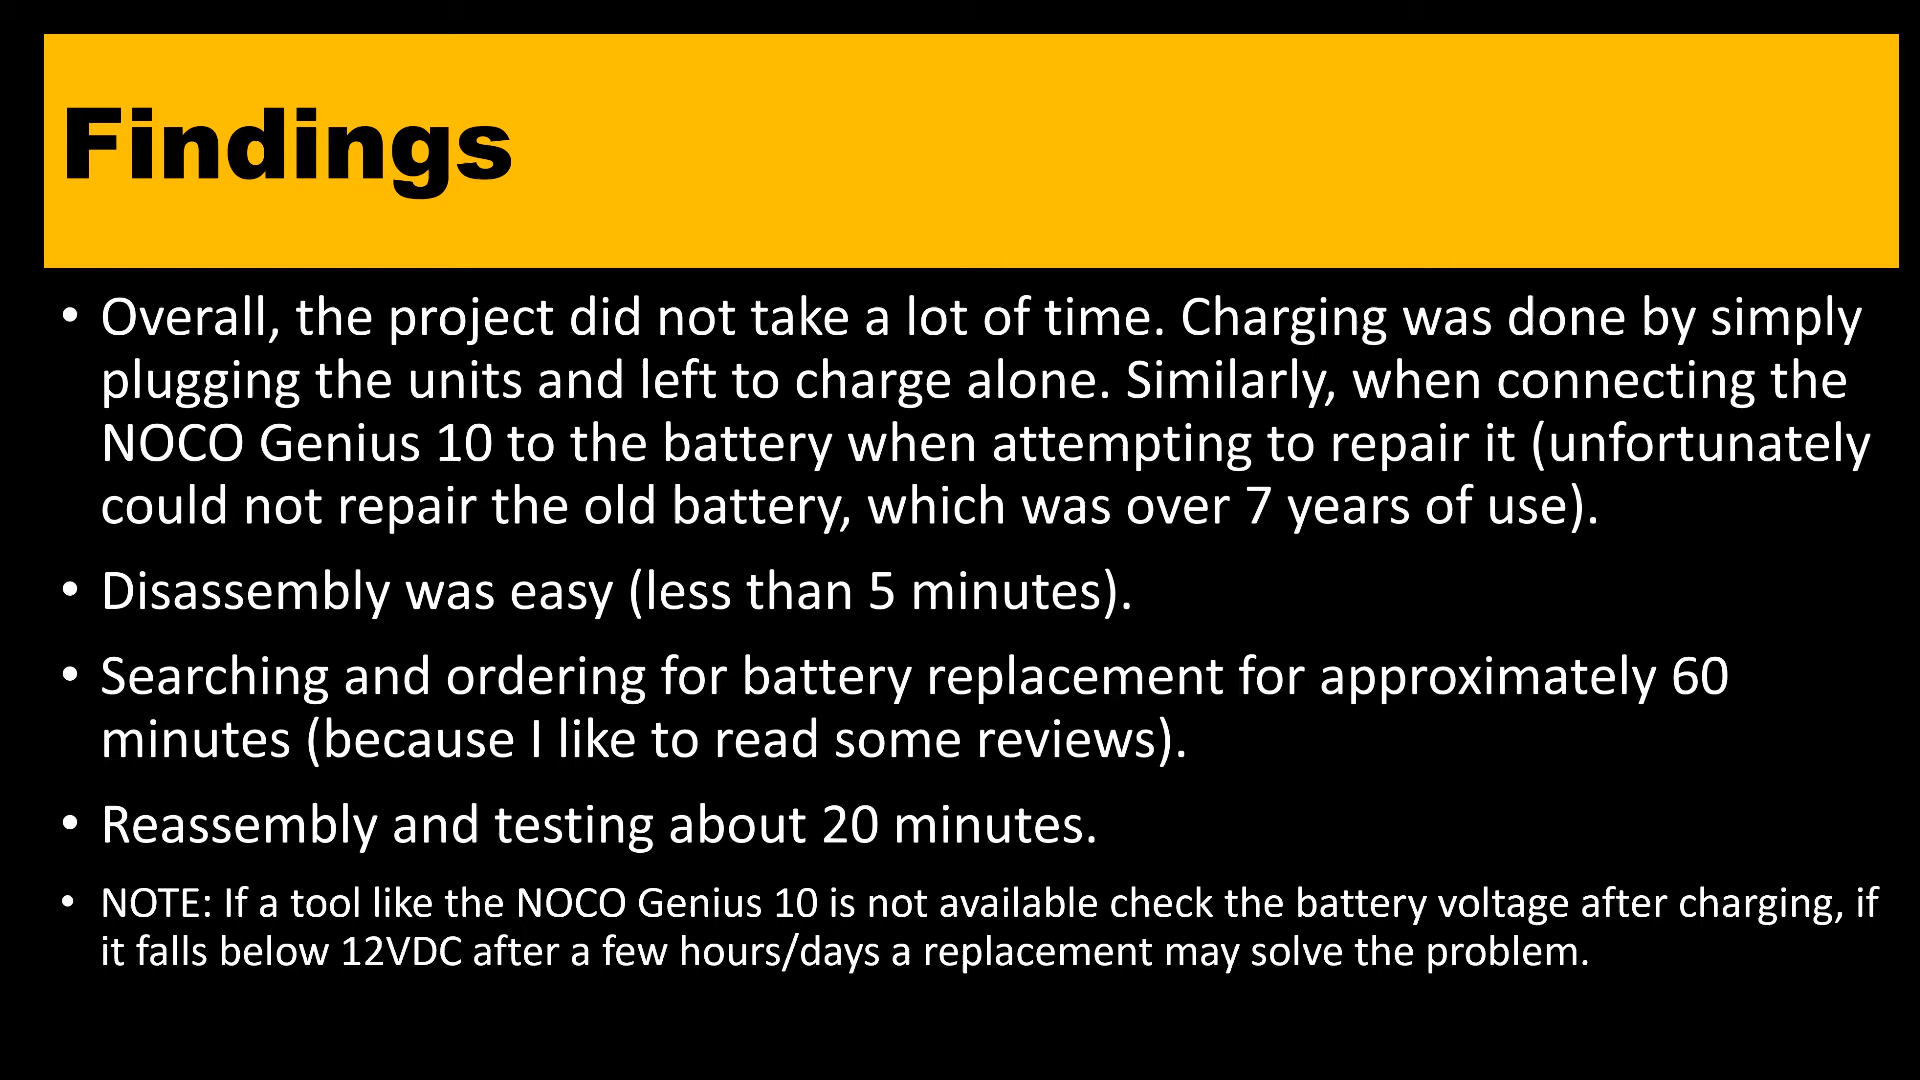 Findings
• Overall, the project did not take a lot of time. Charging was done by simply
plugging the units and left to charge alone. Similarly, when connecting the
NOCO Genius 10 to the battery when attempting to repair it (unfortunately
could not repair the old battery, which was over 7 years of use).
• Disassembly was easy (less than 5 minutes).
• Searching and ordering for battery replacement for approximately 60
minutes (because I like to read some reviews).
• Reassembly and testing about 20 minutes.
• NOTE: If a tool like the NOCO Genius 10 is not available check the battery voltage after charging, if
it falls below 12VDC after a few hours/days a replacement may solve the problem.